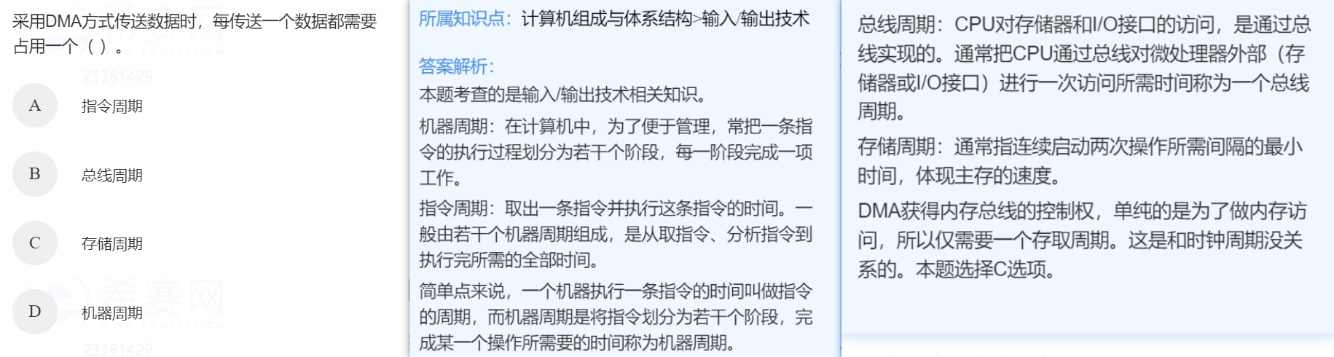 采用DMA方式传送数据时，每传送一个数据都需要
占用一个（ ）。
23281429
A 指令周期
B 总线周期
C 存储周期
D 机器周期
希赛网
23281429
所属知识点：计算机组成与体系结构>输入/输出技术
答案解析：
本题考查的是输入/输出技术相关知识。
机器周期：在计算机中，为了便于管理，常把一条指
令的执行过程划分为若干个阶段，每一阶段完成一项
工作。
指令周期：取出一条指令并执行这条指令的时间。一
般由若干个机器周期组成，是从取指令、分析指令到
执行完所需的全部时间。
简单点来说，一个机器执行一条指令的时间叫做指令
的周期，而机器周期是将指令划分为若干个阶段，完
成某一个操作所需要的时间称为机器周期。
总线周期：CPU对存储器和I/O接口的访问，是通过总
线实现的。通常把CPU通过总线对微处理器外部（存
储器或I/O接口）进行一次访问所需时间称为一个总线
周期。
存储周期：通常指连续启动两次操作所需间隔的最小
时间，体现主存的速度。
DMA获得内存总线的控制权，单纯的是为了做内存访
问，所以仅需要一个存取周期。这是和时钟周期没关
系的。本题选择C选项。